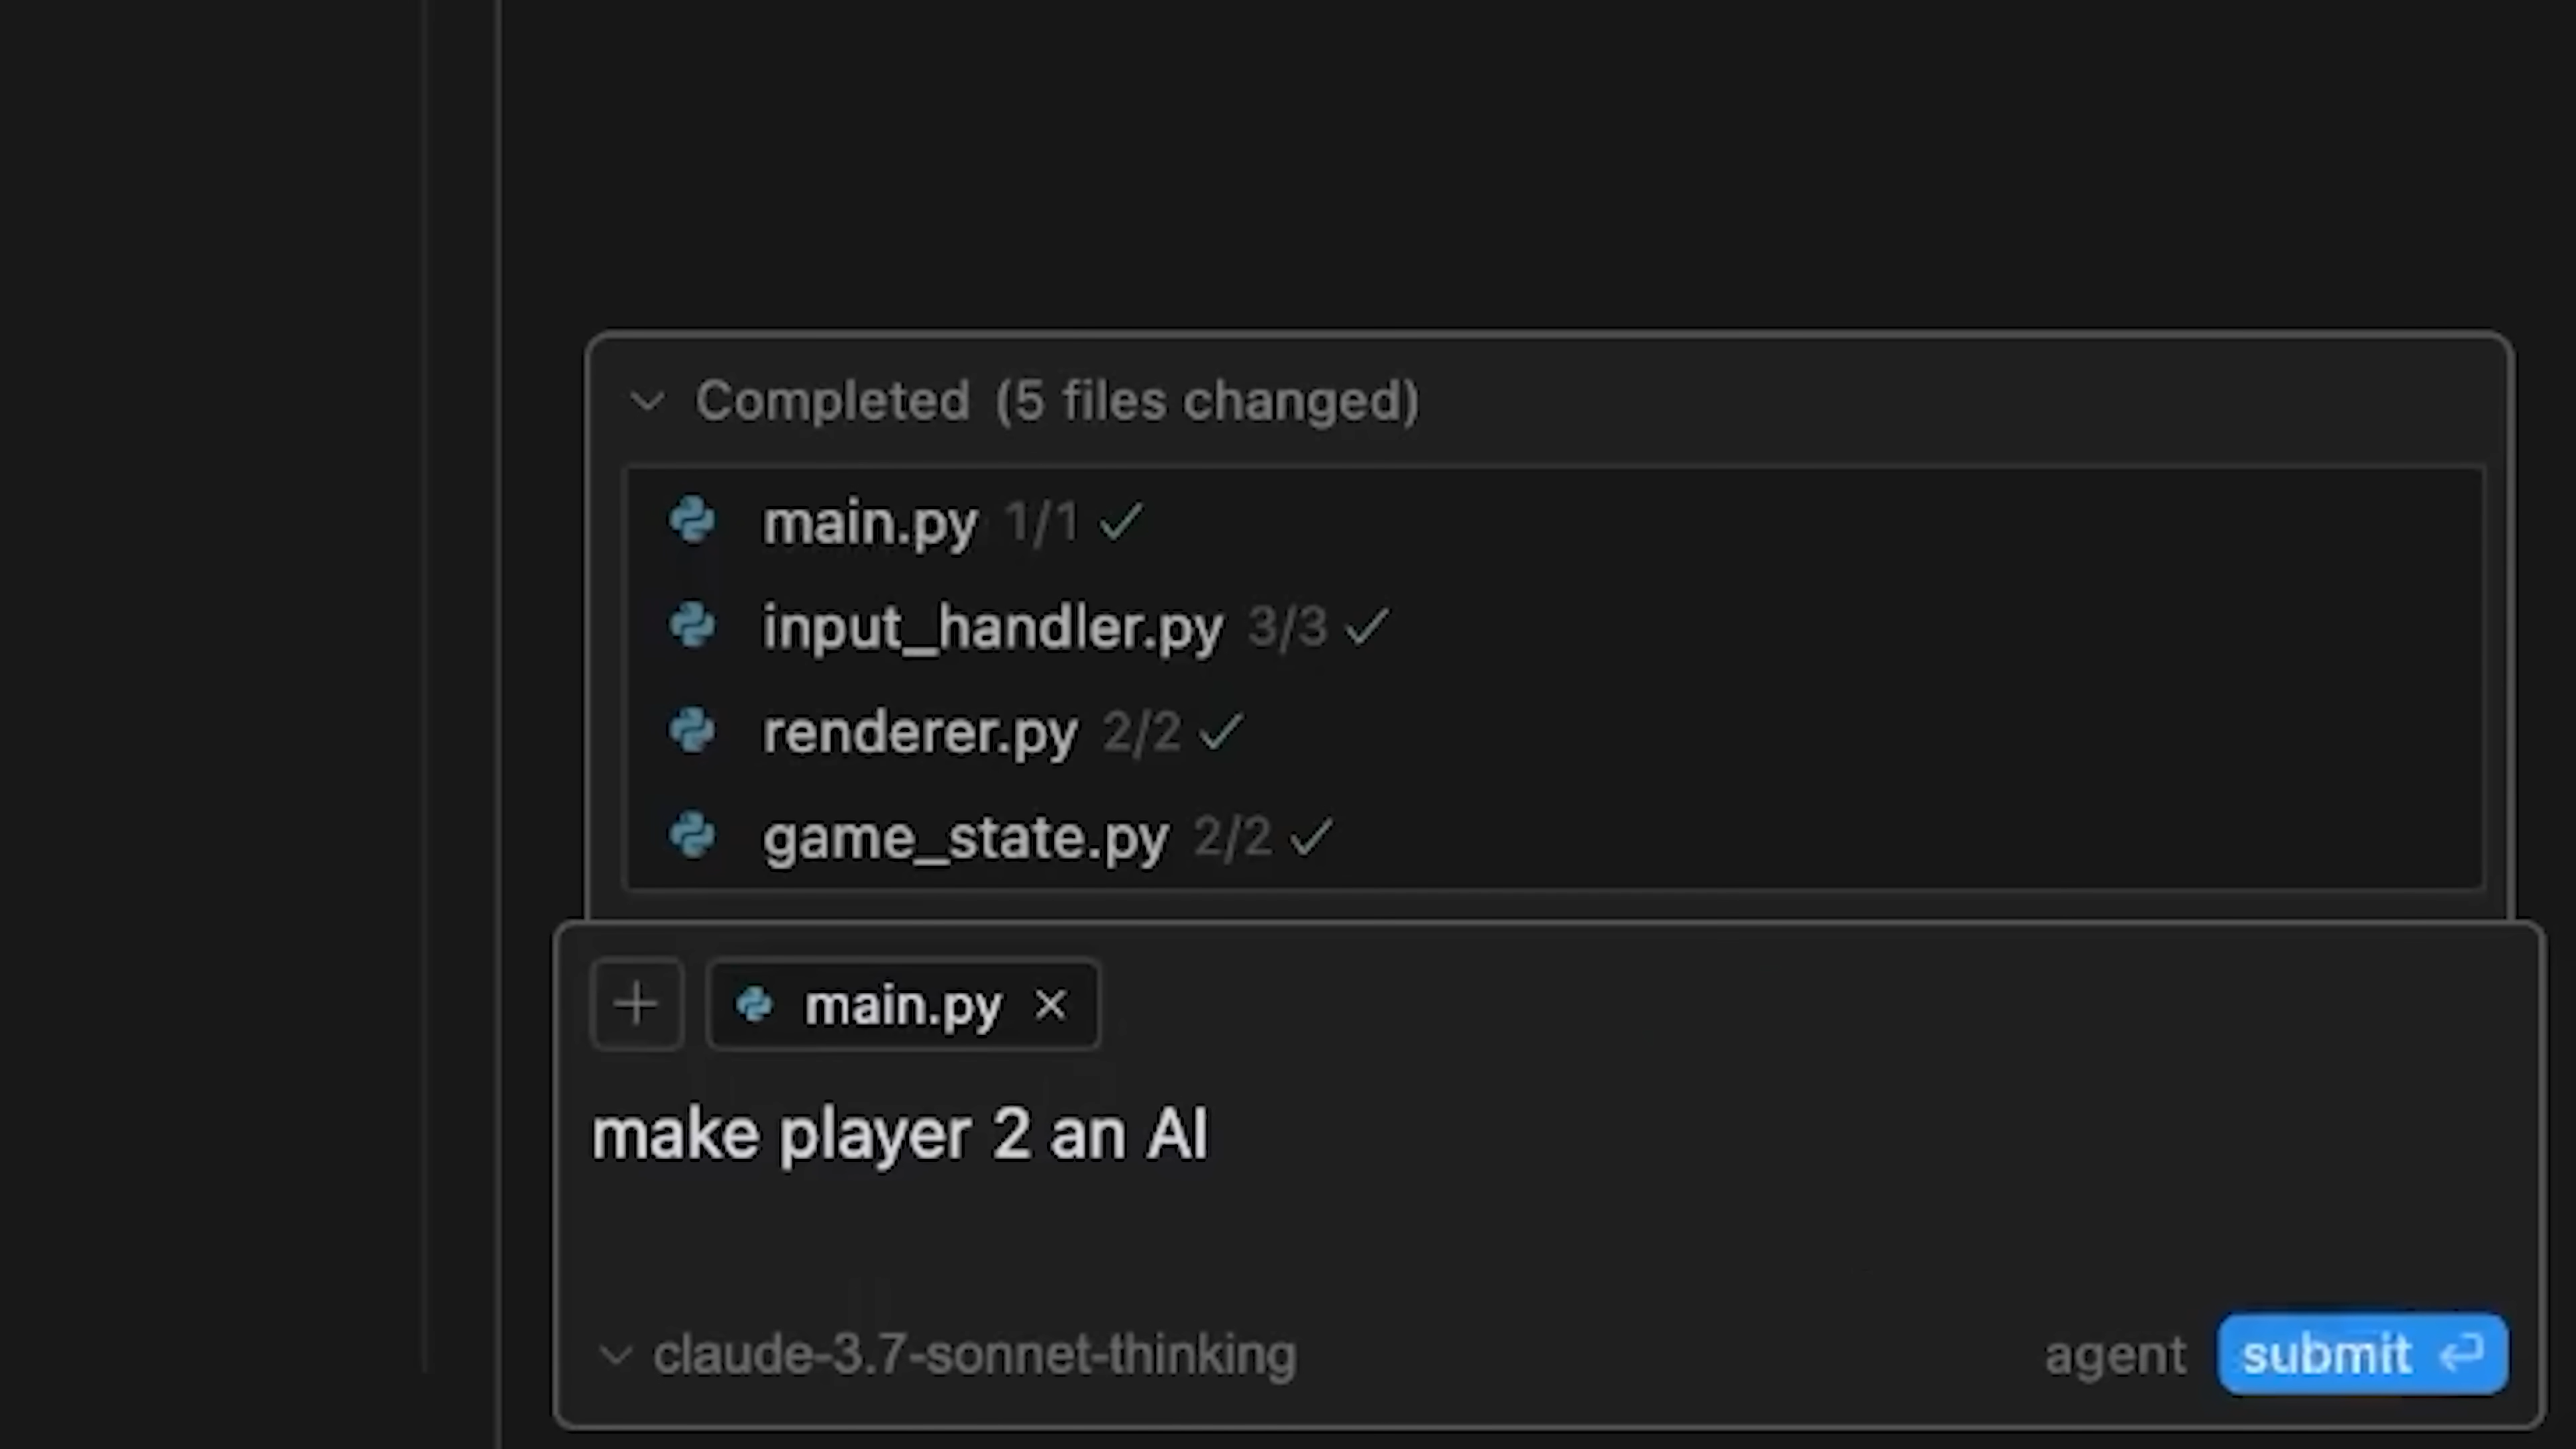 Completed (5 files changed)
main.py 1/1
input_handler.py 3/3
renderer.py 2/2
game_state.py 2/2
main.py
make player 2 an AI
claude-3.7-sonnet-thinking agent submit